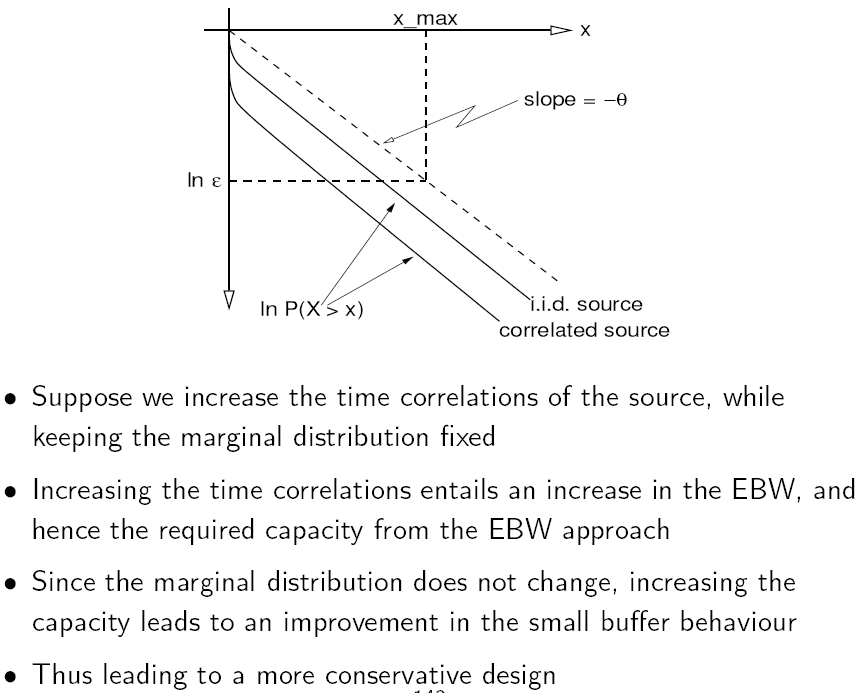 x_max
x
slope = −θ
ln ε
ln P(X > x)
i.i.d. source
correlated source
• Suppose we increase the time correlations of the source, while
keeping the marginal distribution fixed
• Increasing the time correlations entails an increase in the EBW, and
hence the required capacity from the EBW approach
• Since the marginal distribution does not change, increasing the
capacity leads to an improvement in the small buffer behaviour
• Thus leading to a more conservative design